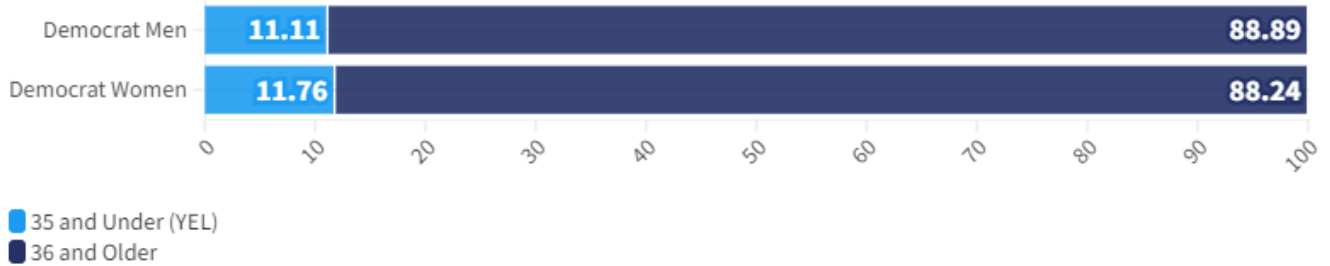 Democrat Men 11.11 88.89
Democrat Women 11.76 88.24
0 10 20 30 40 50 60 70 80 90 100
35 and Under (YEL)
36 and Older